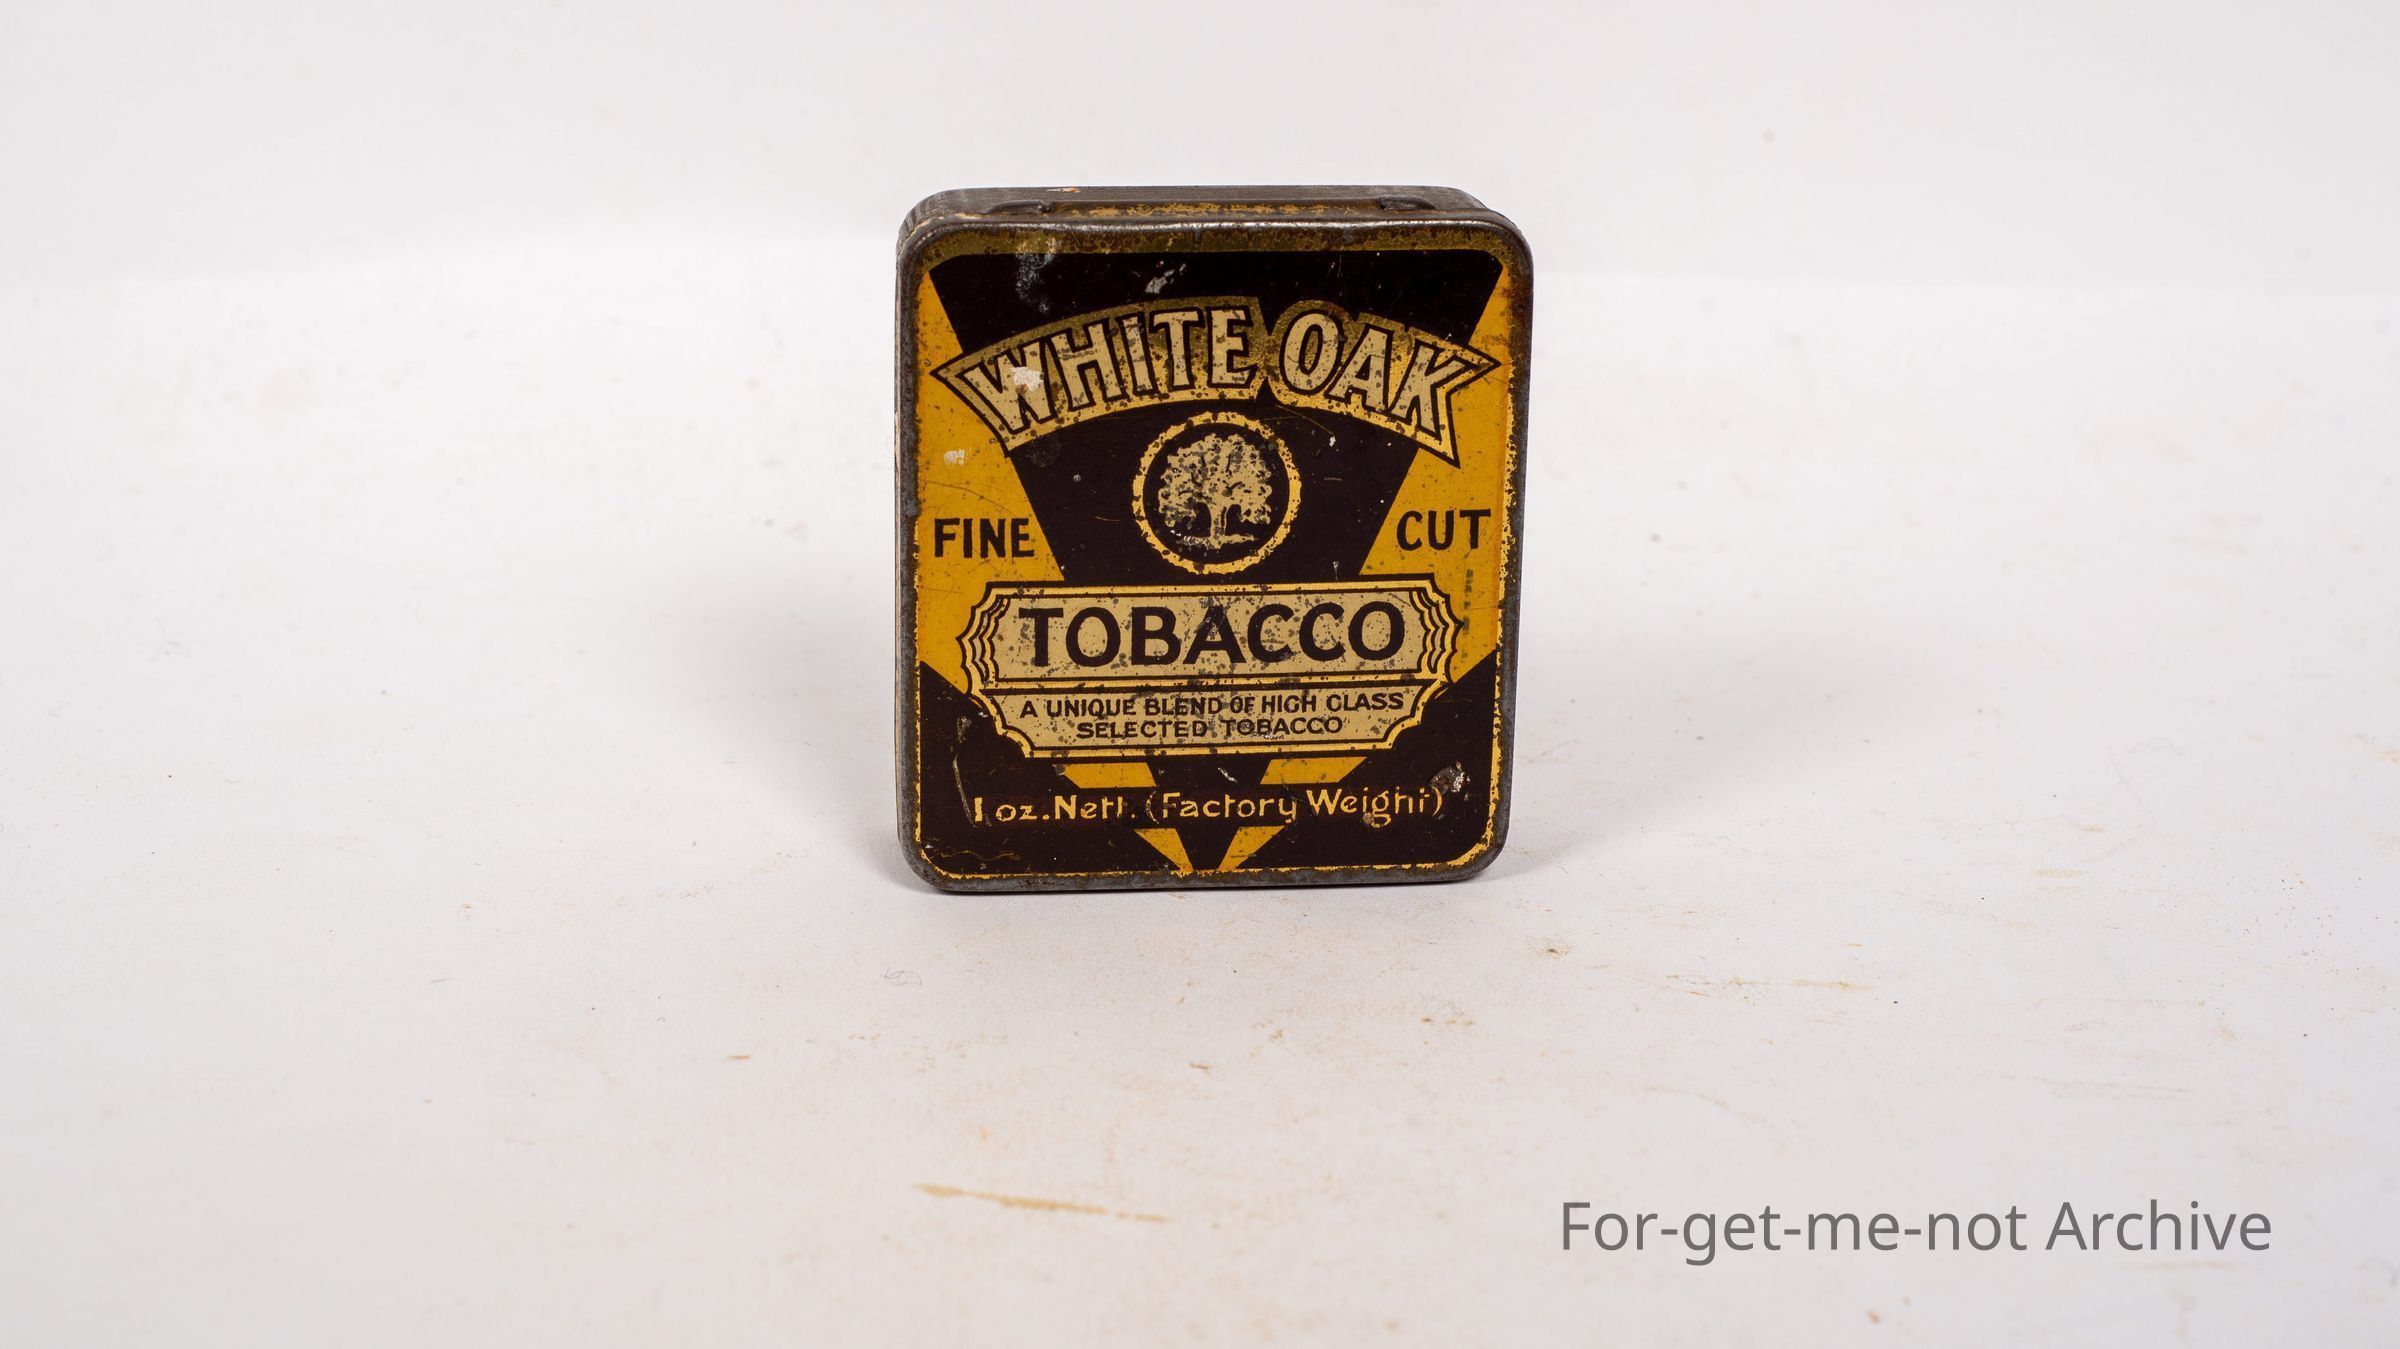 WHITE OAK
FINE CUT
TOBACCO
A UNIQUE BLEND OF HIGH CLASS
SELECTED TOBACCO
1 oz. Nett. (Factory Weight)
For-get-me-not Archive